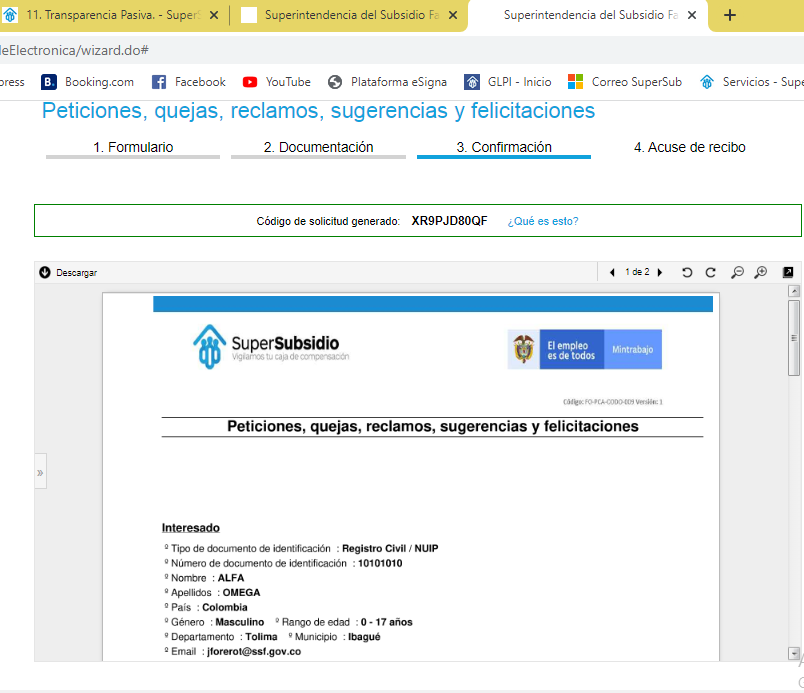 11. Transparencia Pasiva. - SuperS
Superintendencia del Subsidio Fa
Superintendencia del Subsidio Fa
leElectronica/wizard.do#
press
B. Booking.com
Facebook
YouTube
Plataforma eSigna
GLPI - Inicio
Correo SuperSub
Servicios - Supe
Peticiones, quejas, reclamos, sugerencias y felicitaciones
1. Formulario
2. Documentación
3. Confirmación
4. Acuse de recibo
Código de solicitud generado: XR9PJD80QF ¿Qué es esto?
Descargar
1 de 2
SuperSubsidio
Vigilamos tu caja de compensación
El empleo
es de todos
Mintrabajo
Código: FO-PCA-CODO-009 Versión: 1
Peticiones, quejas, reclamos, sugerencias y felicitaciones
Interesado
º Tipo de documento de identificación : Registro Civil / NUIP
º Número de documento de identificación : 10101010
º Nombre : ALFA
º Apellidos : OMEGA
º País : Colombia
º Género : Masculino º Rango de edad : 0 - 17 años
º Departamento : Tolima º Municipio : Ibagué
º Email : jforerot@ssf.gov.co